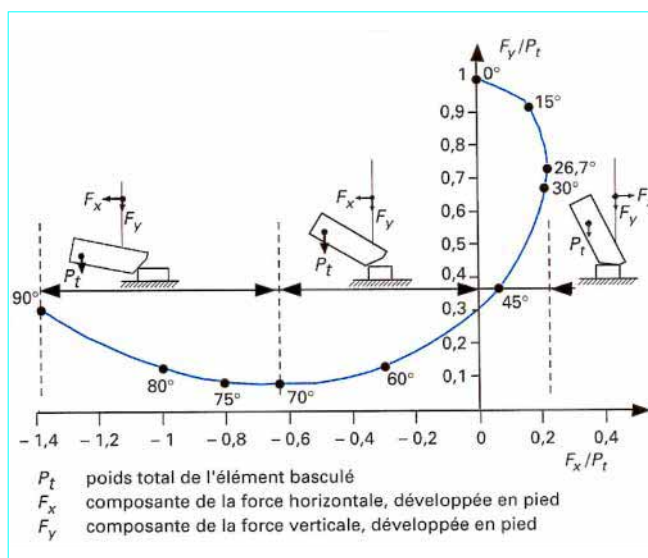 F_y/P_t
1 0°
0,9 15°
0,8
0,7 26,7°
30°
0,6
0,5
F_x F_y P_t
F_x F_y P_t
F_x F_y P_t
0,4
90° 0,3 45°
0,2
0,1 80° 75° 70° 60°
– 1,4 – 1 – 0,8 – 0,6 – 0,4 – 0,2 0 0,2 0,4
F_x/P_t
P_t poids total de l'élément basculé
F_x composante de la force horizontale, développée en pied
F_y composante de la force verticale, développée en pied